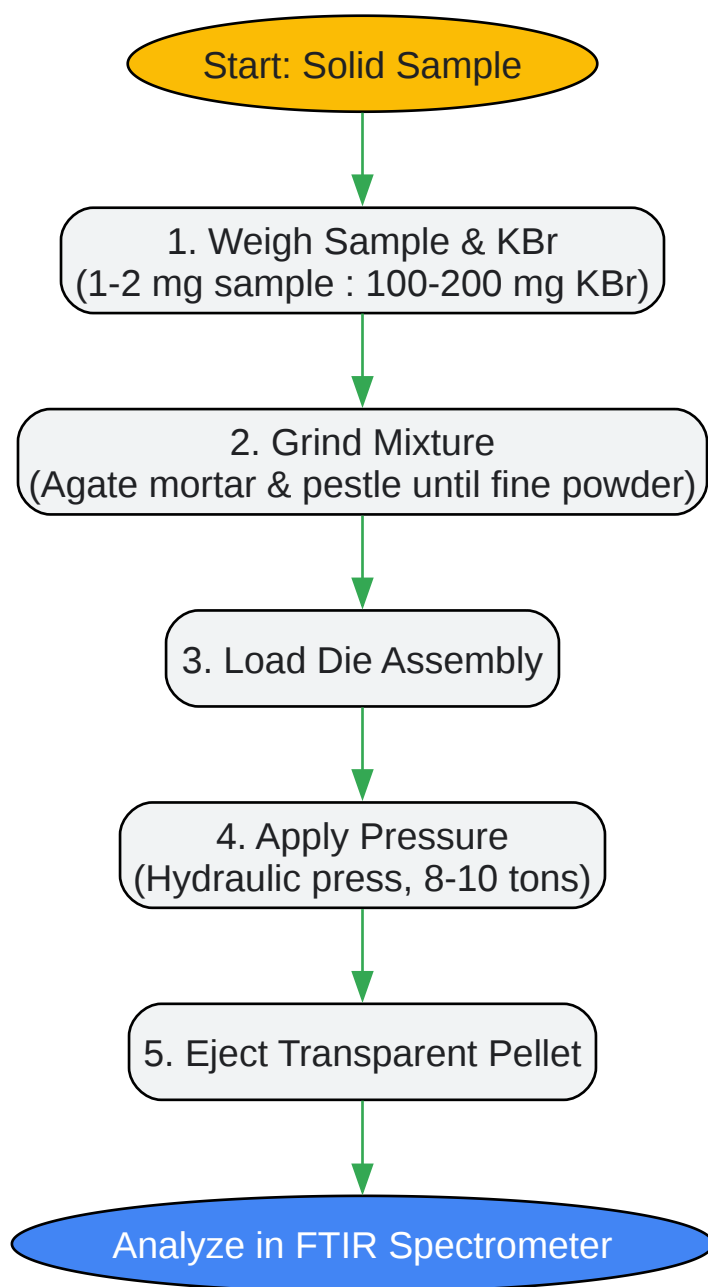 Start: Solid Sample
1. Weigh Sample & KBr
(1-2 mg sample : 100-200 mg KBr)
2. Grind Mixture
(Agate mortar & pestle until fine powder)
3. Load Die Assembly
4. Apply Pressure
(Hydraulic press, 8-10 tons)
5. Eject Transparent Pellet
Analyze in FTIR Spectrometer